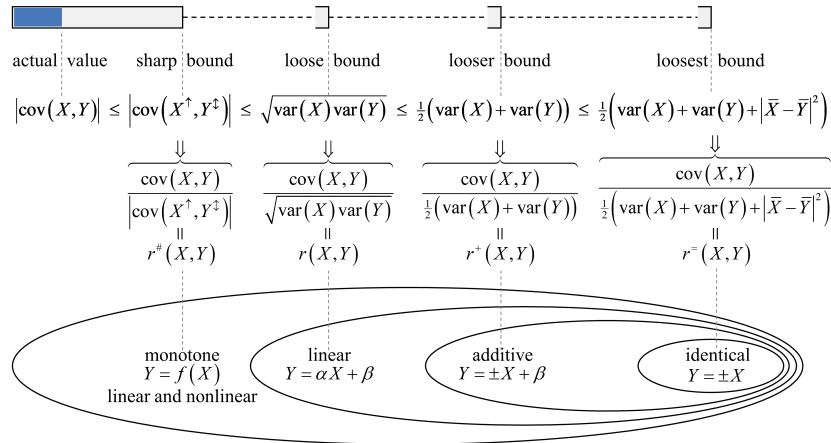 actual value sharp bound loose bound looser bound loosest bound
|cov(X,Y)| ≤ |cov(X↑,Y↕)| ≤ √var(X)var(Y) ≤ ½(var(X)+var(Y)) ≤ ½(var(X)+var(Y)+|X̅−Y̅|²)
⇓ ⇓ ⇓ ⇓
cov(X,Y) cov(X,Y) cov(X,Y) cov(X,Y)
|cov(X↑,Y↕)| √var(X)var(Y) ½(var(X)+var(Y)) ½(var(X)+var(Y)+|X̅−Y̅|²)
= = = =
r^#(X,Y) r(X,Y) r⁺(X,Y) r⁼(X,Y)
monotone linear additive identical
Y=f(X) Y=αX+β Y=±X+β Y=±X
linear and nonlinear